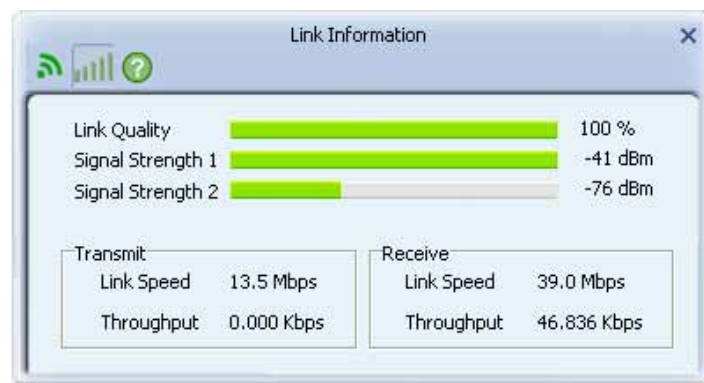 Link Information
Link Quality 100 %
Signal Strength 1 -41 dBm
Signal Strength 2 -76 dBm
Transmit
Link Speed 13.5 Mbps
Throughput 0.000 Kbps
Receive
Link Speed 39.0 Mbps
Throughput 46.836 Kbps